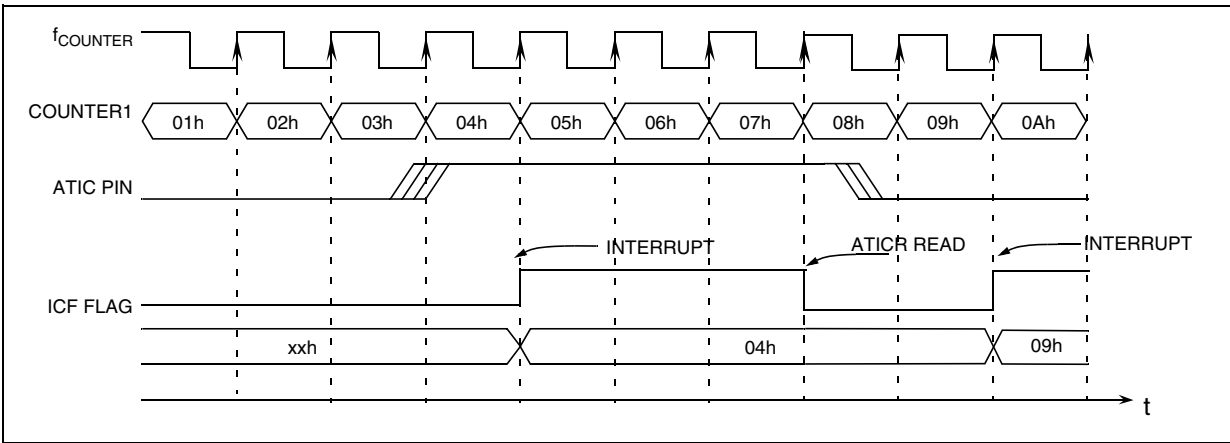 fCOUNTER
COUNTER1
01h 02h 03h 04h 05h 06h 07h 08h 09h 0Ah
ATIC PIN
INTERRUPT ATICR READ INTERRUPT
ICF FLAG
xxh 04h 09h
t